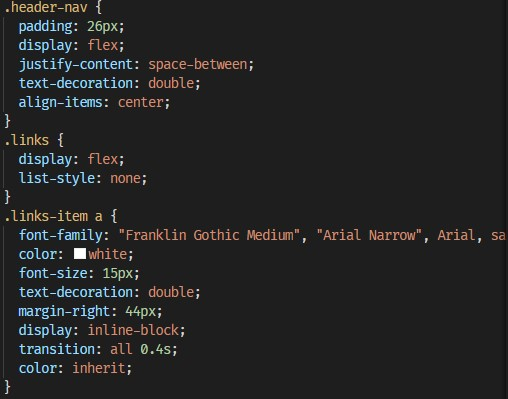 .header-nav {
padding: 26px;
display: flex;
justify-content: space-between;
text-decoration: double;
align-items: center;
}
.links {
display: flex;
list-style: none;
}
.links-item a {
font-family: "Franklin Gothic Medium", "Arial Narrow", Arial, sa
color: white;
font-size: 15px;
text-decoration: double;
margin-right: 44px;
display: inline-block;
transition: all 0.4s;
color: inherit;
}